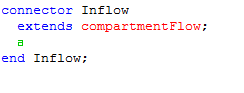 connector Inflow
  extends compartmentFlow;
  a
end Inflow;